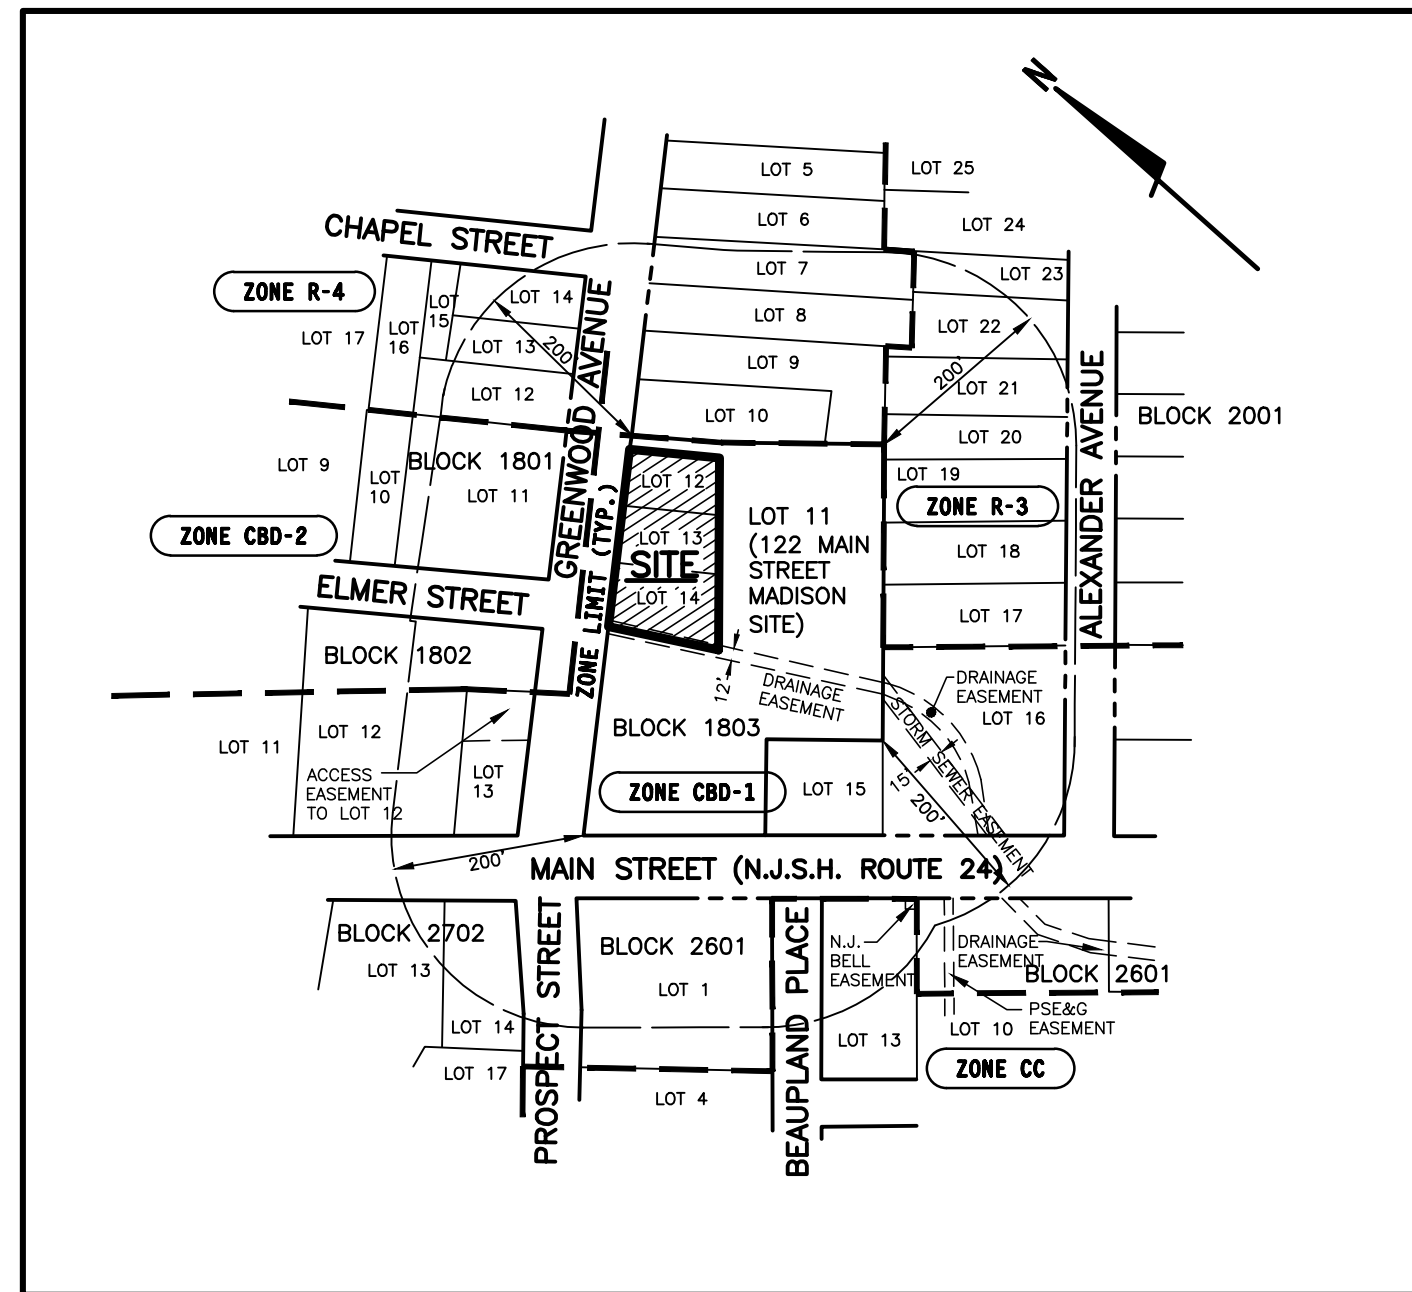 N
LOT 5
LOT 25
LOT 6
LOT 24
CHAPEL STREET
LOT 7
LOT 23
ZONE R-4
LOT 14
LOT
15
LOT 8
LOT 22
LOT 17
LOT
16
LOT 13
200'
LOT 9
200'
LOT 21
LOT 12
LOT 10
LOT 20
BLOCK 2001
GREENWOOD AVENUE
ALEXANDER AVENUE
LOT 9
BLOCK 1801
LOT
10
LOT 11
LOT 12
LOT 19
ZONE R-3
ZONE CBD-2
ZONE LIMIT (TYP.)
LOT 13
SITE
LOT 14
LOT 11
(122 MAIN
STREET
MADISON
SITE)
LOT 18
ELMER STREET
LOT 17
BLOCK 1802
12'
DRAINAGE
EASEMENT
DRAINAGE
EASEMENT
LOT 16
LOT 11
LOT 12
BLOCK 1803
STORM SEWER EASEMENT
ACCESS
EASEMENT
TO LOT 12
LOT
13
ZONE CBD-1
LOT 15
15'
200'
200'
MAIN STREET (N.J.S.H. ROUTE 24)
BLOCK 2702
LOT 13
PROSPECT STREET
BLOCK 2601
LOT 1
BEAUPLAND PLACE
N.J.
BELL
EASEMENT
DRAINAGE
EASEMENT
BLOCK 2601
LOT 14
LOT 13
LOT 10
PSE&G
EASEMENT
LOT 17
LOT 4
ZONE CC